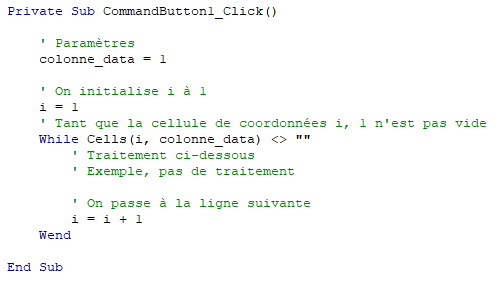 Private Sub CommandButton1_Click()
' Paramètres
colonne_data = 1
' On initialise i à 1
i = 1
' Tant que la cellule de coordonnées i, 1 n'est pas vide
While Cells(i, colonne_data) <> ""
' Traitement ci-dessous
' Exemple, pas de traitement
' On passe à la ligne suivante
i = i + 1
Wend
End Sub